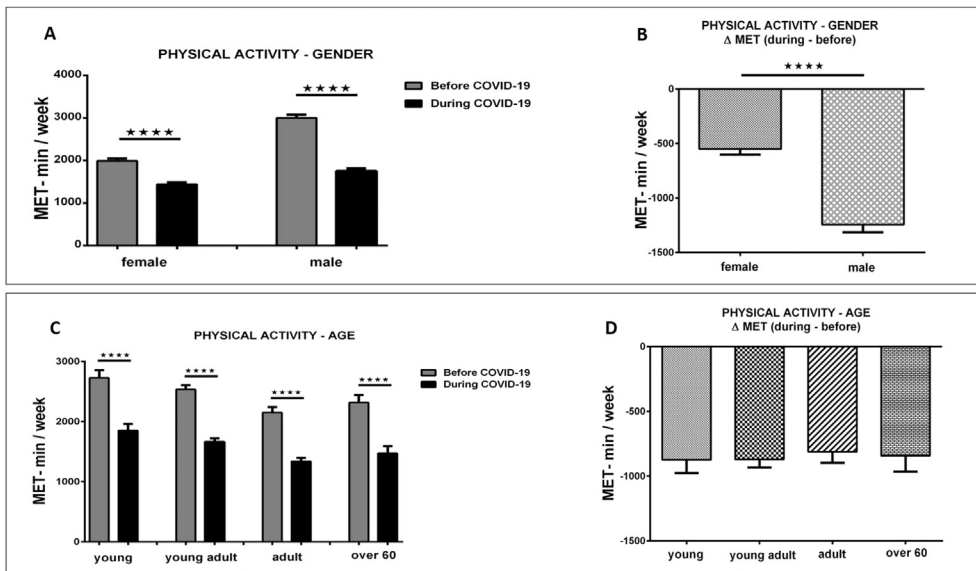 A
PHYSICAL ACTIVITY - GENDER
4000
3000
2000
1000
0
MET- min / week
★★★★
★★★★
Before COVID-19
During COVID-19
female
male
B
PHYSICAL ACTIVITY - GENDER
Δ MET (during - before)
★★★★
0
-500
-1000
-1500
MET- min / week
female
male
C
PHYSICAL ACTIVITY - AGE
3000
2000
1000
0
MET- min / week
★★★★
★★★★
★★★★
★★★★
Before COVID-19
During COVID-19
young
young adult
adult
over 60
D
PHYSICAL ACTIVITY - AGE
Δ MET (during - before)
0
-500
-1000
-1500
MET- min / week
young
young adult
adult
over 60